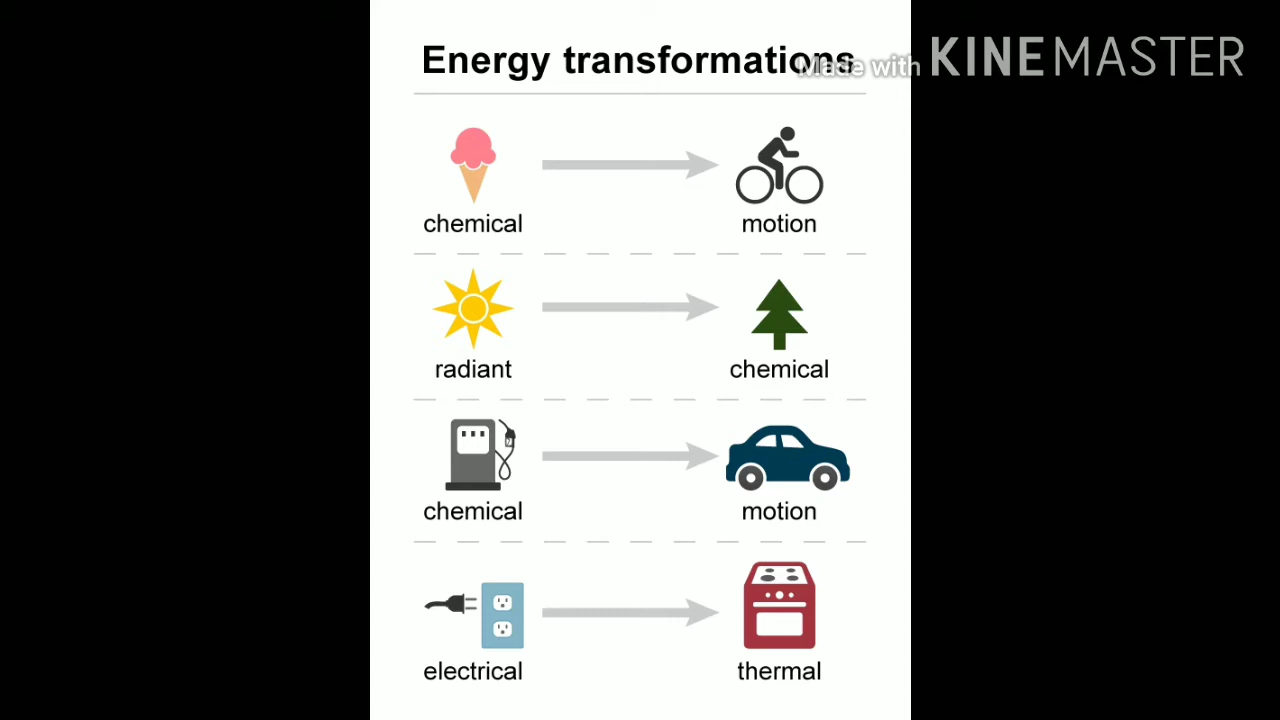 Energy transformations
Made with KINEMASTER
chemical
motion
radiant
chemical
chemical
motion
electrical
thermal